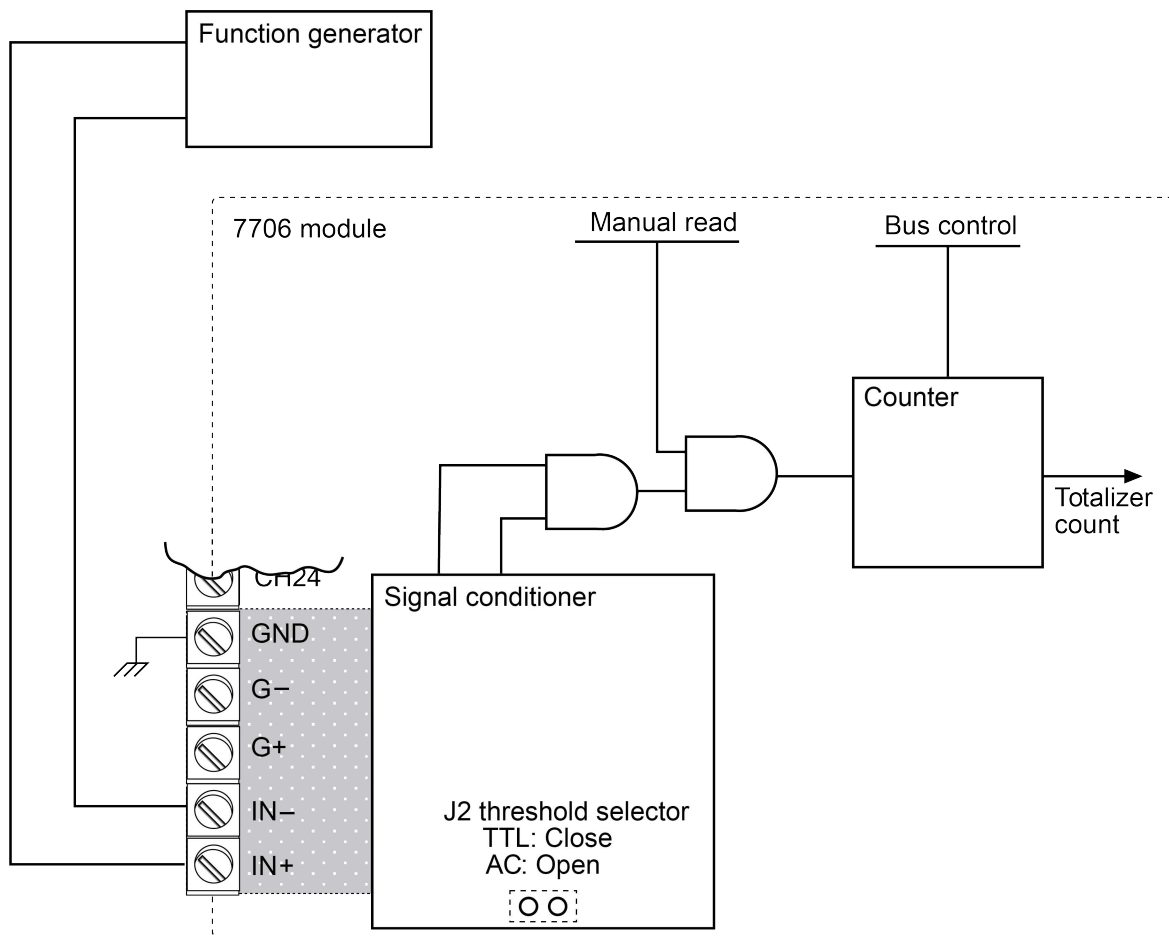 Function generator
7706 module
Manual read
Bus control
Counter
Totalizer
count
CH24
Signal conditioner
GND
G–
G+
IN–
IN+
J2 threshold selector
TTL: Close
AC: Open